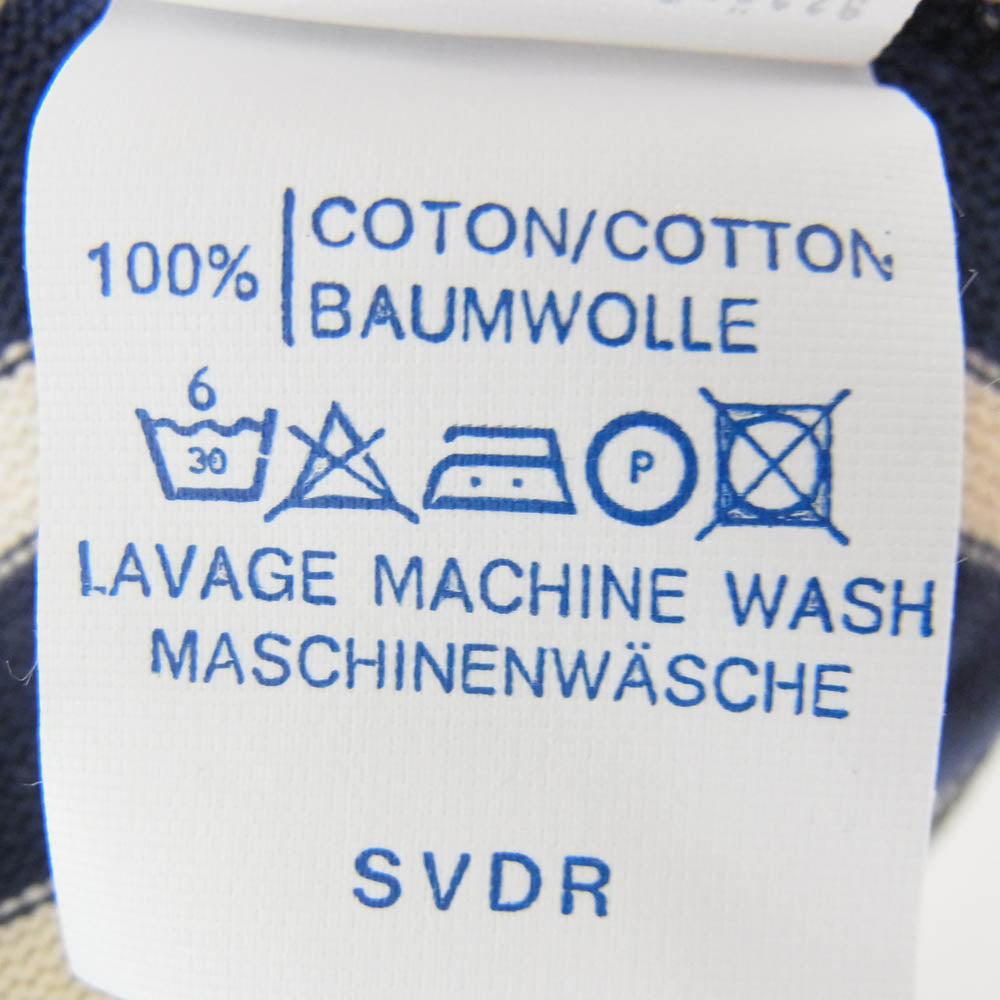 100% COTON/COTTON
BAUMWOLLE
6
30 P
LAVAGE MACHINE WASH
MASCHINENWÄSCHE
SVDR